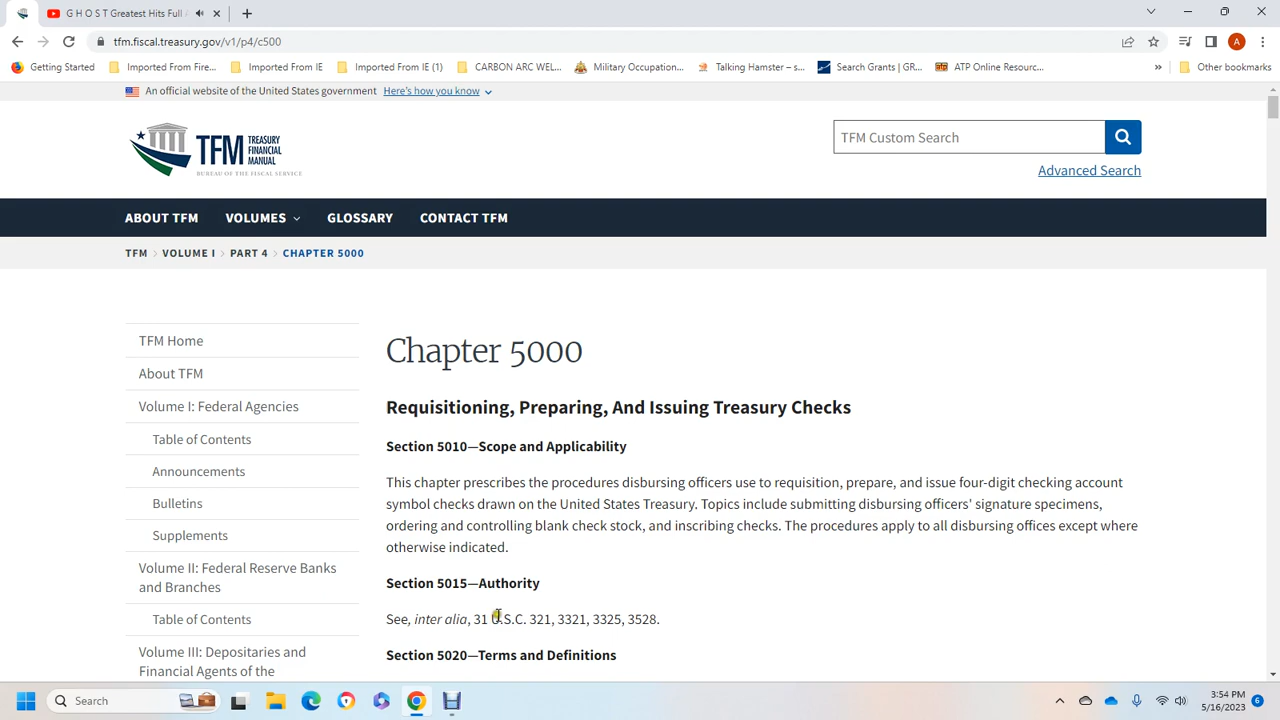 G H O S T Greatest Hits Full A
tfm.fiscal.treasury.gov/v1/p4/c500
A
Getting Started
Imported From Fire...
Imported From IE
Imported From IE (1)
CARBON ARC WEL...
Military Occupation...
Talking Hamster – s...
Search Grants | GR...
ATP Online Resourc...
»
Other bookmarks
An official website of the United States government Here's how you know
TFM TREASURY
FINANCIAL
MANUAL
BUREAU OF THE FISCAL SERVICE
TFM Custom Search
Advanced Search
ABOUT TFM VOLUMES GLOSSARY CONTACT TFM
TFM > VOLUME I > PART 4 > CHAPTER 5000
TFM Home
About TFM
Volume I: Federal Agencies
Table of Contents
Announcements
Bulletins
Supplements
Volume II: Federal Reserve Banks
and Branches
Table of Contents
Volume III: Depositaries and
Financial Agents of the
Chapter 5000
Requisitioning, Preparing, And Issuing Treasury Checks
Section 5010—Scope and Applicability
This chapter prescribes the procedures disbursing officers use to requisition, prepare, and issue four-digit checking account
symbol checks drawn on the United States Treasury. Topics include submitting disbursing officers' signature specimens,
ordering and controlling blank check stock, and inscribing checks. The procedures apply to all disbursing offices except where
otherwise indicated.
Section 5015—Authority
See, inter alia, 31 U.S.C. 321, 3321, 3325, 3528.
Section 5020—Terms and Definitions
Search
3:54 PM
5/16/2023
6